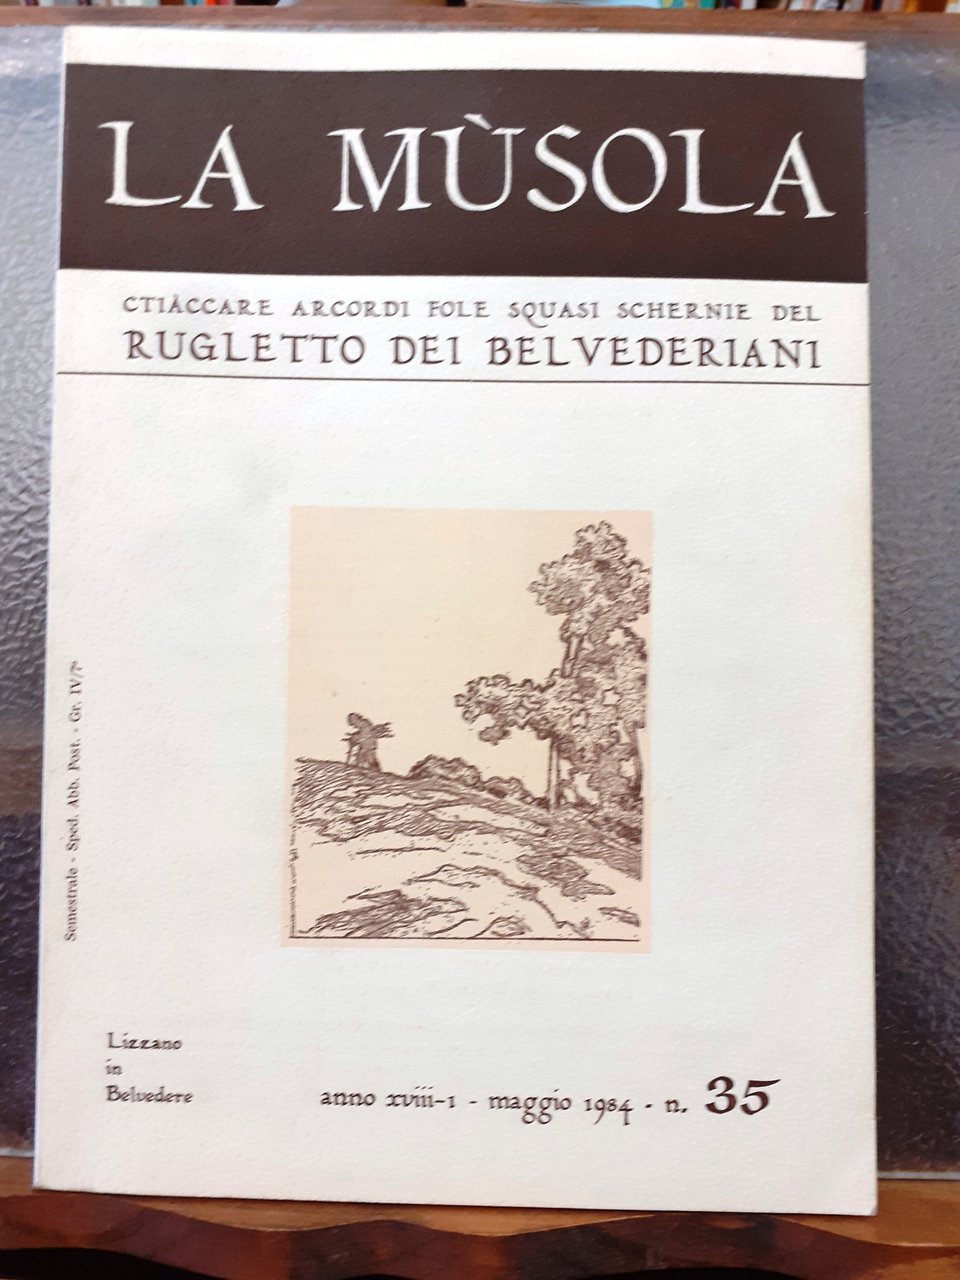 LA MÙSOLA
CTIÀCCARE ARCORDI FOLE SQUASI SCHERNIE DEL
RUGLETTO DEI BELVEDERIANI
Semestrale - Sped. Abb. Post. - Gr. IV/7º
Lizzano
in
Belvedere
anno xviii-1 - maggio 1984 - n. 35